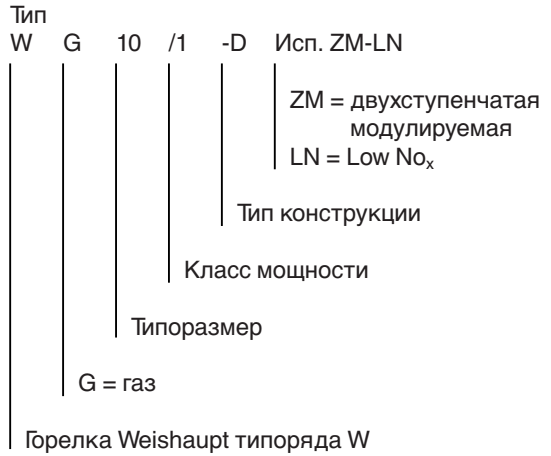 Тип
W G 10 /1 -D Исп. ZM-LN
ZM = двухступенчатая
модулируемая
LN = Low Noₓ
Тип конструкции
Класс мощности
Типоразмер
G = газ
Горелка Weishaupt типоряда W